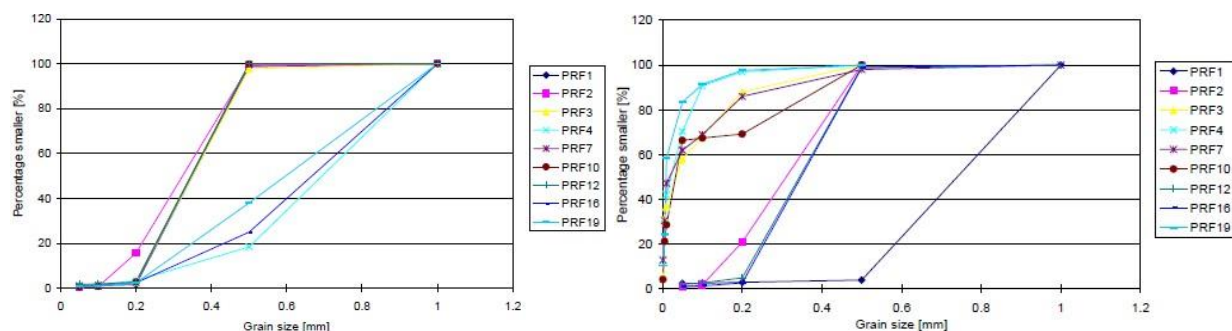 120
100
80
60
40
20
0
Percentage smaller [%]
0 0.2 0.4 0.6 0.8 1 1.2
Grain size [mm]
PRF1
PRF2
PRF3
PRF4
PRF7
PRF10
PRF12
PRF16
PRF19
120
100
80
60
40
20
0
Percentage smaller [%]
0 0.2 0.4 0.6 0.8 1 1.2
Grain size [mm]
PRF1
PRF2
PRF3
PRF4
PRF7
PRF10
PRF12
PRF16
PRF19